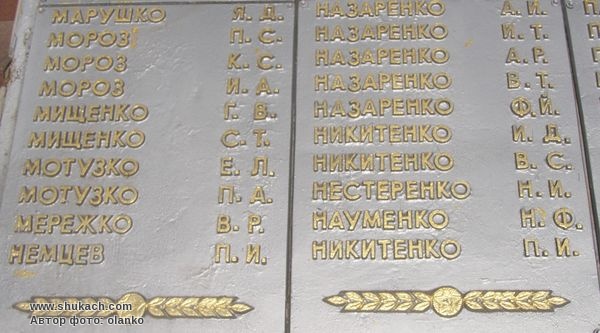 МАРУШКО Я. Д.
МОРОЗ П. С.
МОРОЗ К. С.
МОРОЗ И. А.
МИЩЕНКО Г. В.
МИЩЕНКО С. Т.
МОТУЗКО Е. Л.
МОТУЗКО П. А.
МЕРЕЖКО В. Р.
НЕМЦЕВ П. И.
НАЗАРЕНКО А. И.
НАЗАРЕНКО И. Т.
НАЗАРЕНКО А. Р.
НАЗАРЕНКО В. Т.
НАЗАРЕНКО Ф. И.
НИКИТЕНКО И. Д.
НИКИТЕНКО В. С.
НЕСТЕРЕНКО Н. И.
НАУМЕНКО Н. Ф.
НИКИТЕНКО П. И.
www.shukach.com
Автор фото: olanko